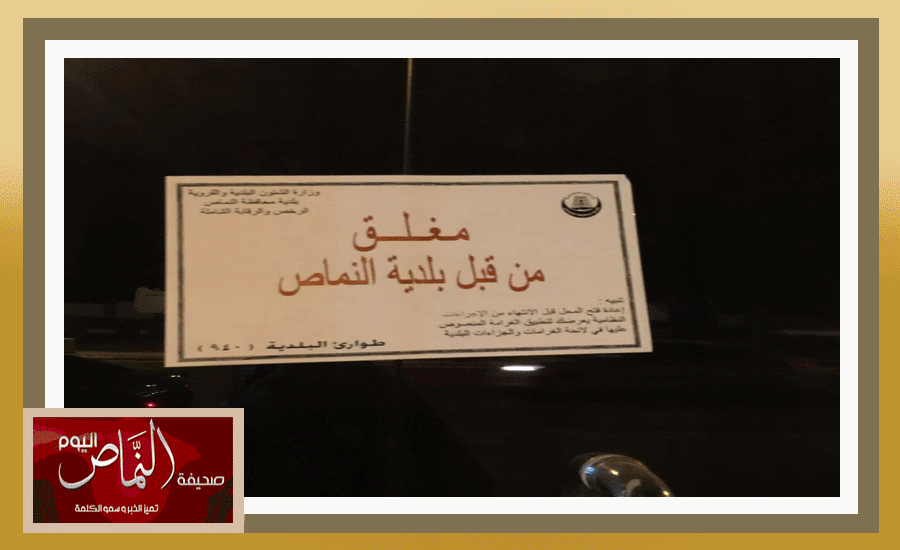 وزارة الشئون البلدية والقروية
بلدية محافظة النماص
الرخص والرقابة الشاملة
مغلق
من قبل بلدية النماص
تنبيه :
إعادة فتح المحل قبل الانتهاء من الإجراءات
النظامية يعرضك لتطبيق الغرامة المنصوص
عليها في لائحة الغرامات والجزاءات البلدية
طوارئ البلدية ( ٩٤٠ )
صحيفة النماص اليوم
تميز الخبر و سمو الكلمة